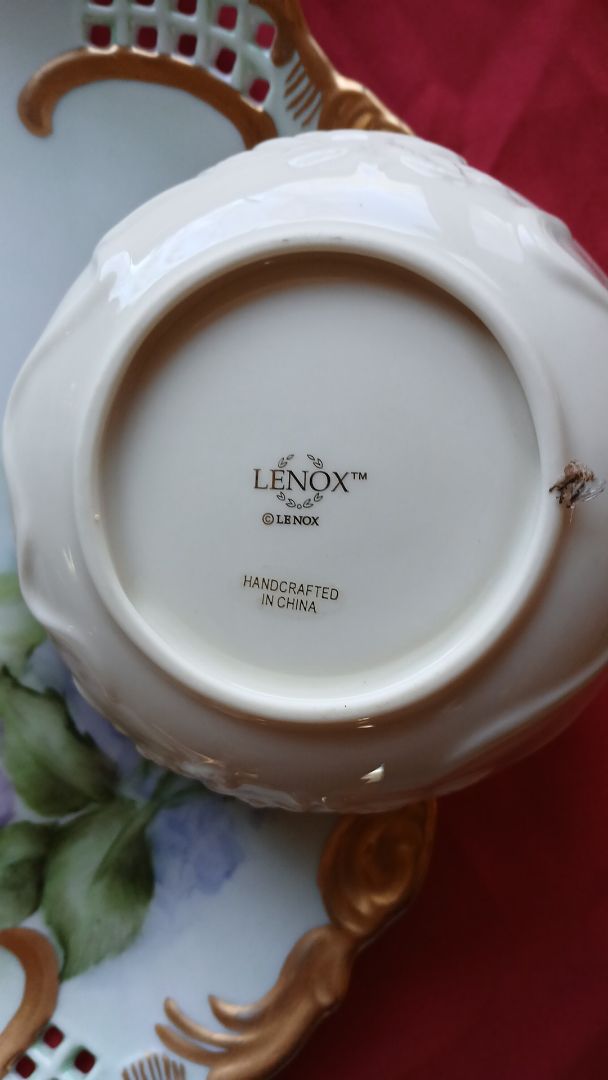 LENOX™
©LENOX
HANDCRAFTED
IN CHINA